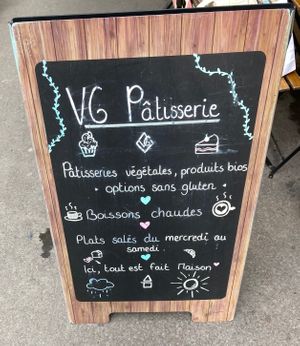 VG Pâtisserie
VG
Pâtisseries végétales, produits bios
options sans gluten
Boissons chaudes
Plats salés du mercredi au
samedi
Ici, tout est fait Maison